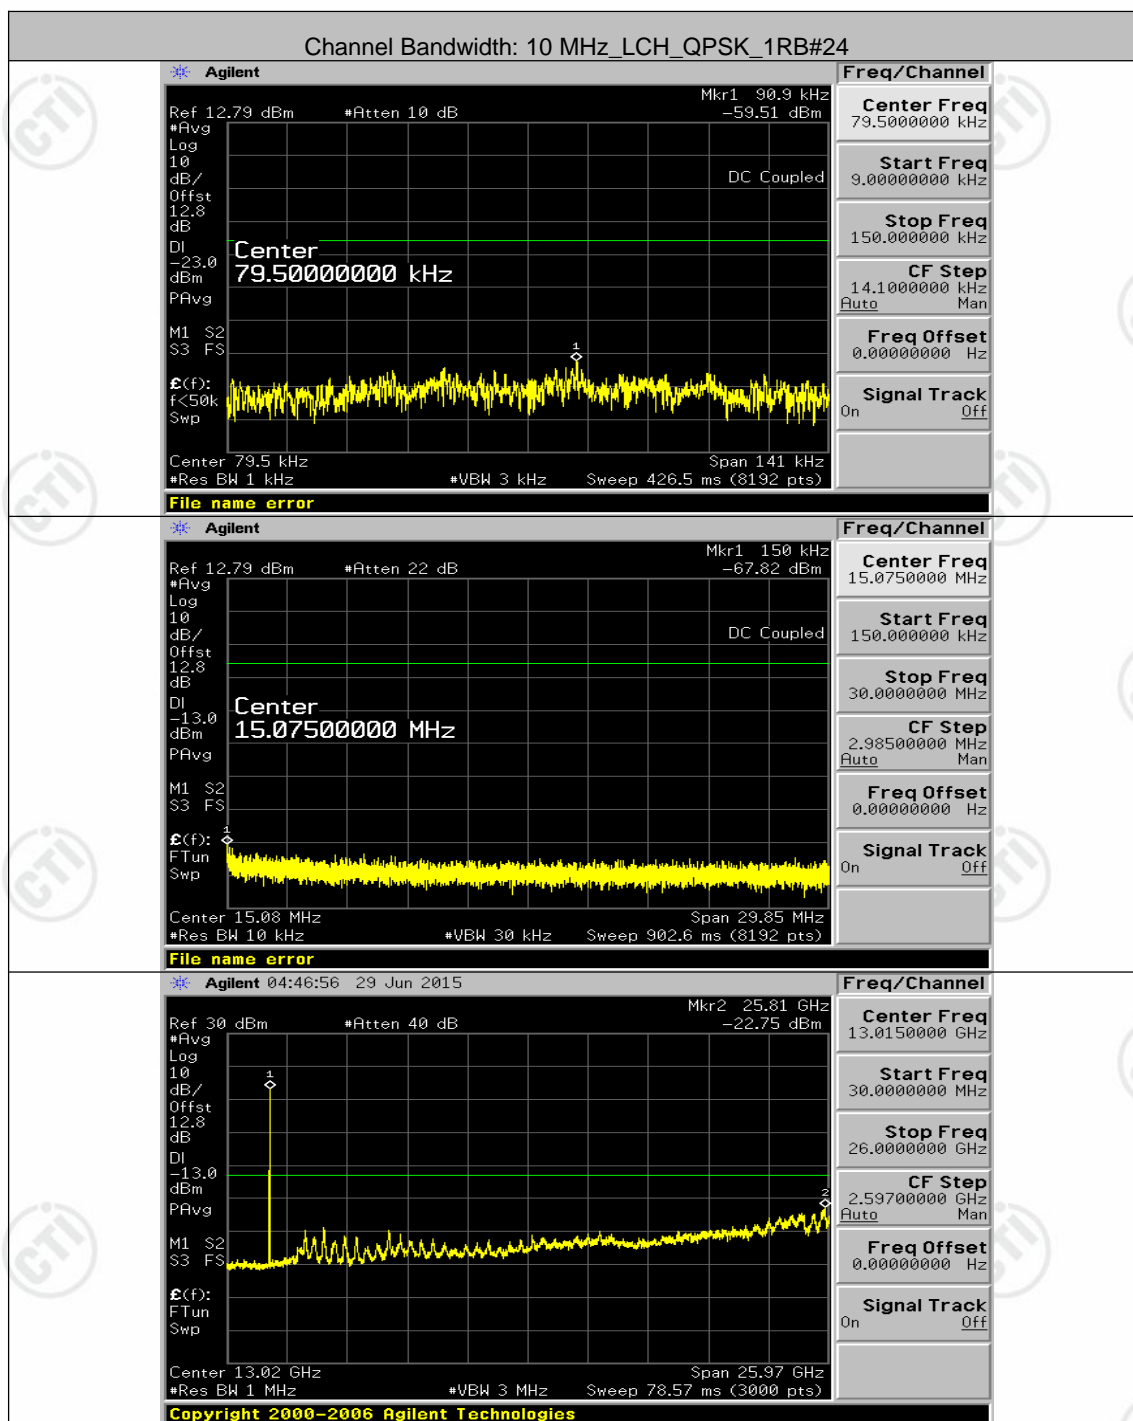 Channel Bandwidth: 10 MHz_LCH_QPSK_1RB#24
Agilent
Freq/Channel
Mkr1 90.9 kHz
Ref 12.79 dBm #Atten 10 dB -59.51 dBm
#Avg
Log
10
dB/
Offst
12.8
dB
DI
-23.0
dBm
PAvg
M1 S2
S3 FS
£(f):
f<50k
Swp
DC Coupled
Center
79.50000000 kHz
1
Center 79.5 kHz Span 141 kHz
#Res BW 1 kHz #VBW 3 kHz Sweep 426.5 ms (8192 pts)
File name error
Center Freq
79.5000000 kHz
Start Freq
9.00000000 kHz
Stop Freq
150.000000 kHz
CF Step
14.1000000 kHz
Auto Man
Freq Offset
0.00000000 Hz
Signal Track
On Off
Agilent
Freq/Channel
Mkr1 150 kHz
Ref 12.79 dBm #Atten 22 dB -67.82 dBm
#Avg
Log
10
dB/
Offst
12.8
dB
DI
-13.0
dBm
PAvg
M1 S2
S3 FS
£(f):
FTun
Swp
DC Coupled
Center
15.07500000 MHz
1
Center 15.08 MHz Span 29.85 MHz
#Res BW 10 kHz #VBW 30 kHz Sweep 902.6 ms (8192 pts)
File name error
Center Freq
15.0750000 MHz
Start Freq
150.000000 kHz
Stop Freq
30.0000000 MHz
CF Step
2.98500000 MHz
Auto Man
Freq Offset
0.00000000 Hz
Signal Track
On Off
Agilent 04:46:56 29 Jun 2015
Freq/Channel
Mkr2 25.81 GHz
Ref 30 dBm #Atten 40 dB -22.75 dBm
#Avg
Log
10
dB/
Offst
12.8
dB
DI
-13.0
dBm
PAvg
M1 S2
S3 FS
£(f):
FTun
Swp
1
2
Center 13.02 GHz Span 25.97 GHz
#Res BW 1 MHz #VBW 3 MHz Sweep 78.57 ms (3000 pts)
Copyright 2000-2006 Agilent Technologies
Center Freq
13.0150000 GHz
Start Freq
30.0000000 MHz
Stop Freq
26.0000000 GHz
CF Step
2.59700000 GHz
Auto Man
Freq Offset
0.00000000 Hz
Signal Track
On Off
CTI
CTI
CTI
CTI
CTI
CTI
CTI
CTI